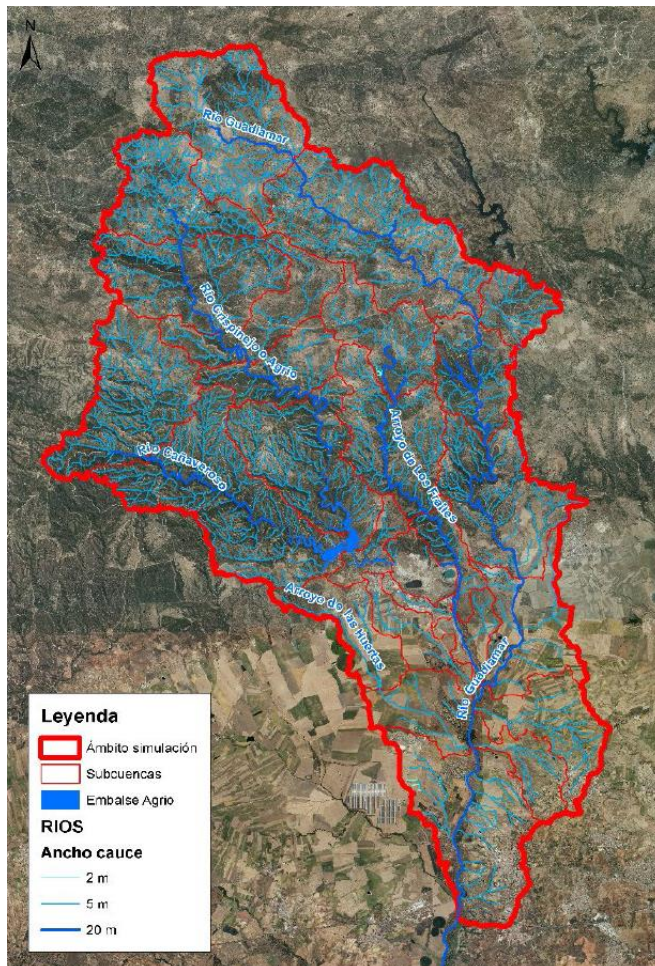 N
Río Guadiamar
Río Crispinejo o Agrio
Arroyo de Los Frailes
Río Cañaveroso
Arroyo de las Huertas
Río Guadiamar
Leyenda
Ámbito simulación
Subcuencas
Embalse Agrio
RIOS
Ancho cauce
2 m
5 m
20 m